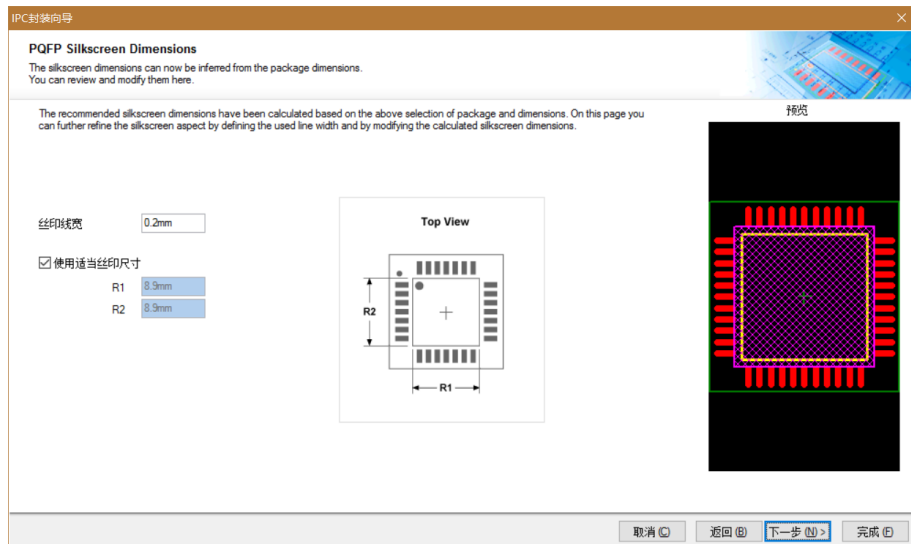 IPC封装向导
PQFP Silkscreen Dimensions
The silkscreen dimensions can now be inferred from the package dimensions.
You can review and modify them here.
The recommended silkscreen dimensions have been calculated based on the above selection of package and dimensions. On this page you
can further refine the silkscreen aspect by defining the used line width and by modifying the calculated silkscreen dimensions.
预览
丝印线宽 0.2mm
使用适当丝印尺寸
R1 8.9mm
R2 8.9mm
Top View
R2
R1
取消(C) 返回(B) 下一步(N) > 完成(F)